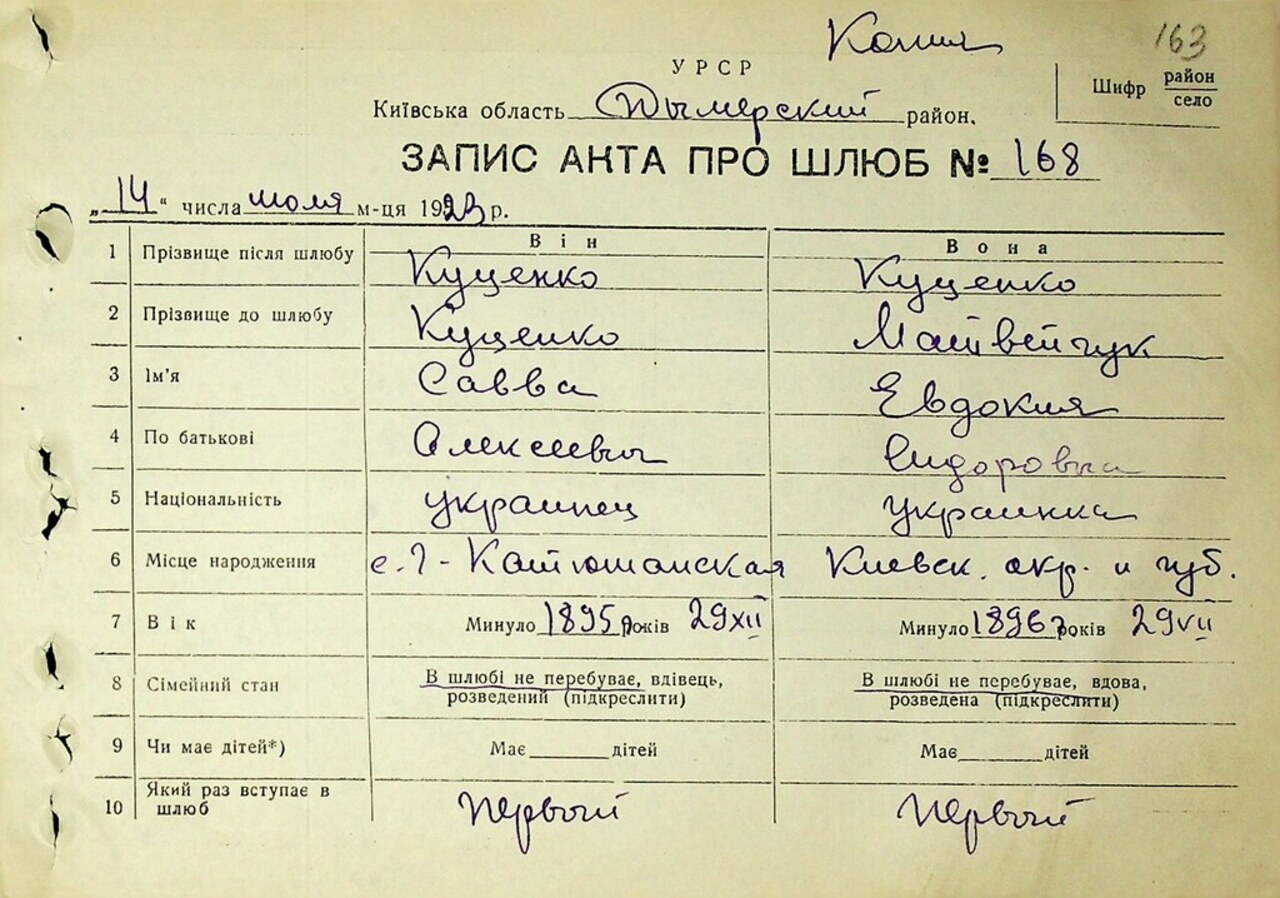 Копия
163
УРСР
Шифр район
село
Київська область Дымерский район.
ЗАПИС АКТА ПРО ШЛЮБ № 168
„14“ числа июля м-ця 1923 р.
Він Вона
1 Прізвище після шлюбу Куценко Куценко
2 Прізвище до шлюбу Куценко Матвейчук
3 Ім’я Савва Евдокия
4 По батькові Алексеевич Сидоровна
5 Національність украинец украинка
6 Місце народження Катюжанская Киевск. окр. и губ.
7 Вік Минуло 1895 років 29 XII Минуло 1896 років 29 VII
8 Сімейний стан В шлюбі не перебуває, вдівець, В шлюбі не перебуває, вдова,
розведений (підкреслити) розведена (підкреслити)
9 Чи має дітей*) Має дітей Має дітей
10 Який раз вступає в
шлюб первый первый